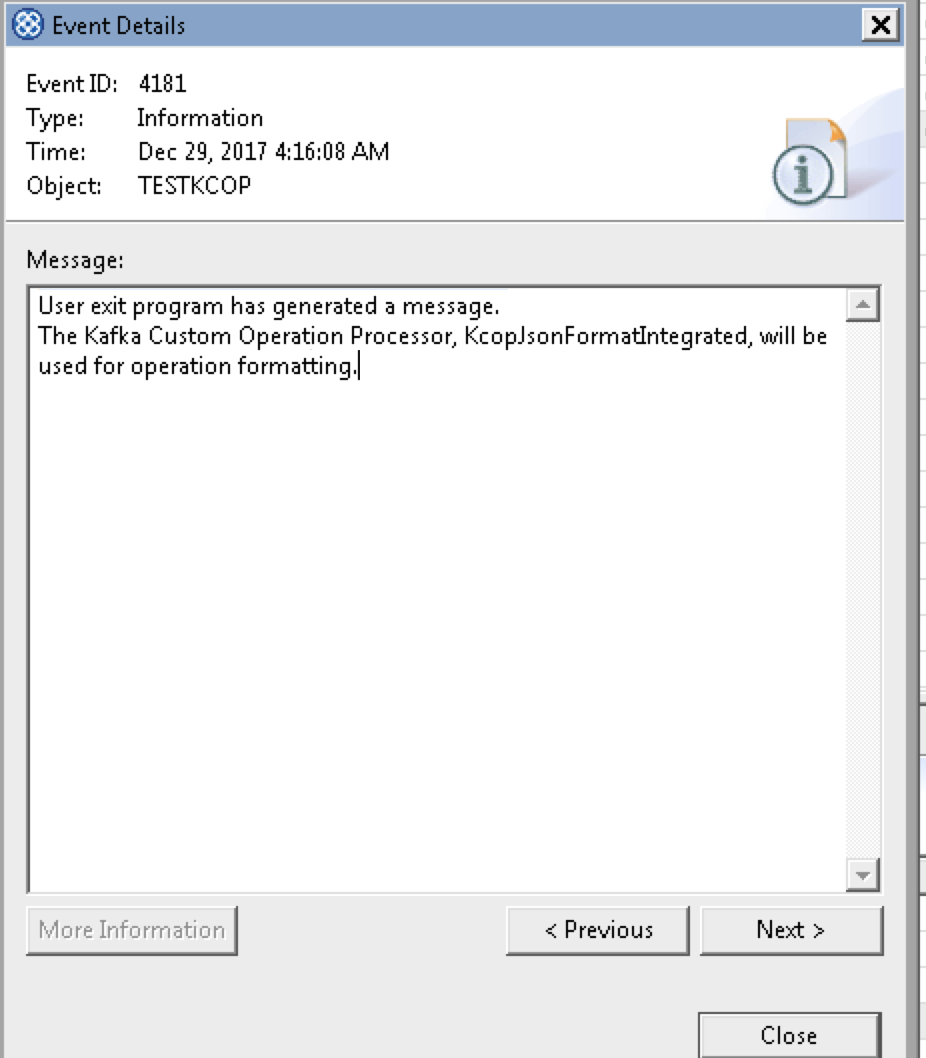 Event Details
Event ID: 4181
Type: Information
Time: Dec 29, 2017 4:16:08 AM
Object: TESTKCOP
Message:
User exit program has generated a message.
The Kafka Custom Operation Processor, KcopJsonFormatIntegrated, will be
used for operation formatting.
More Information
< Previous
Next >
Close